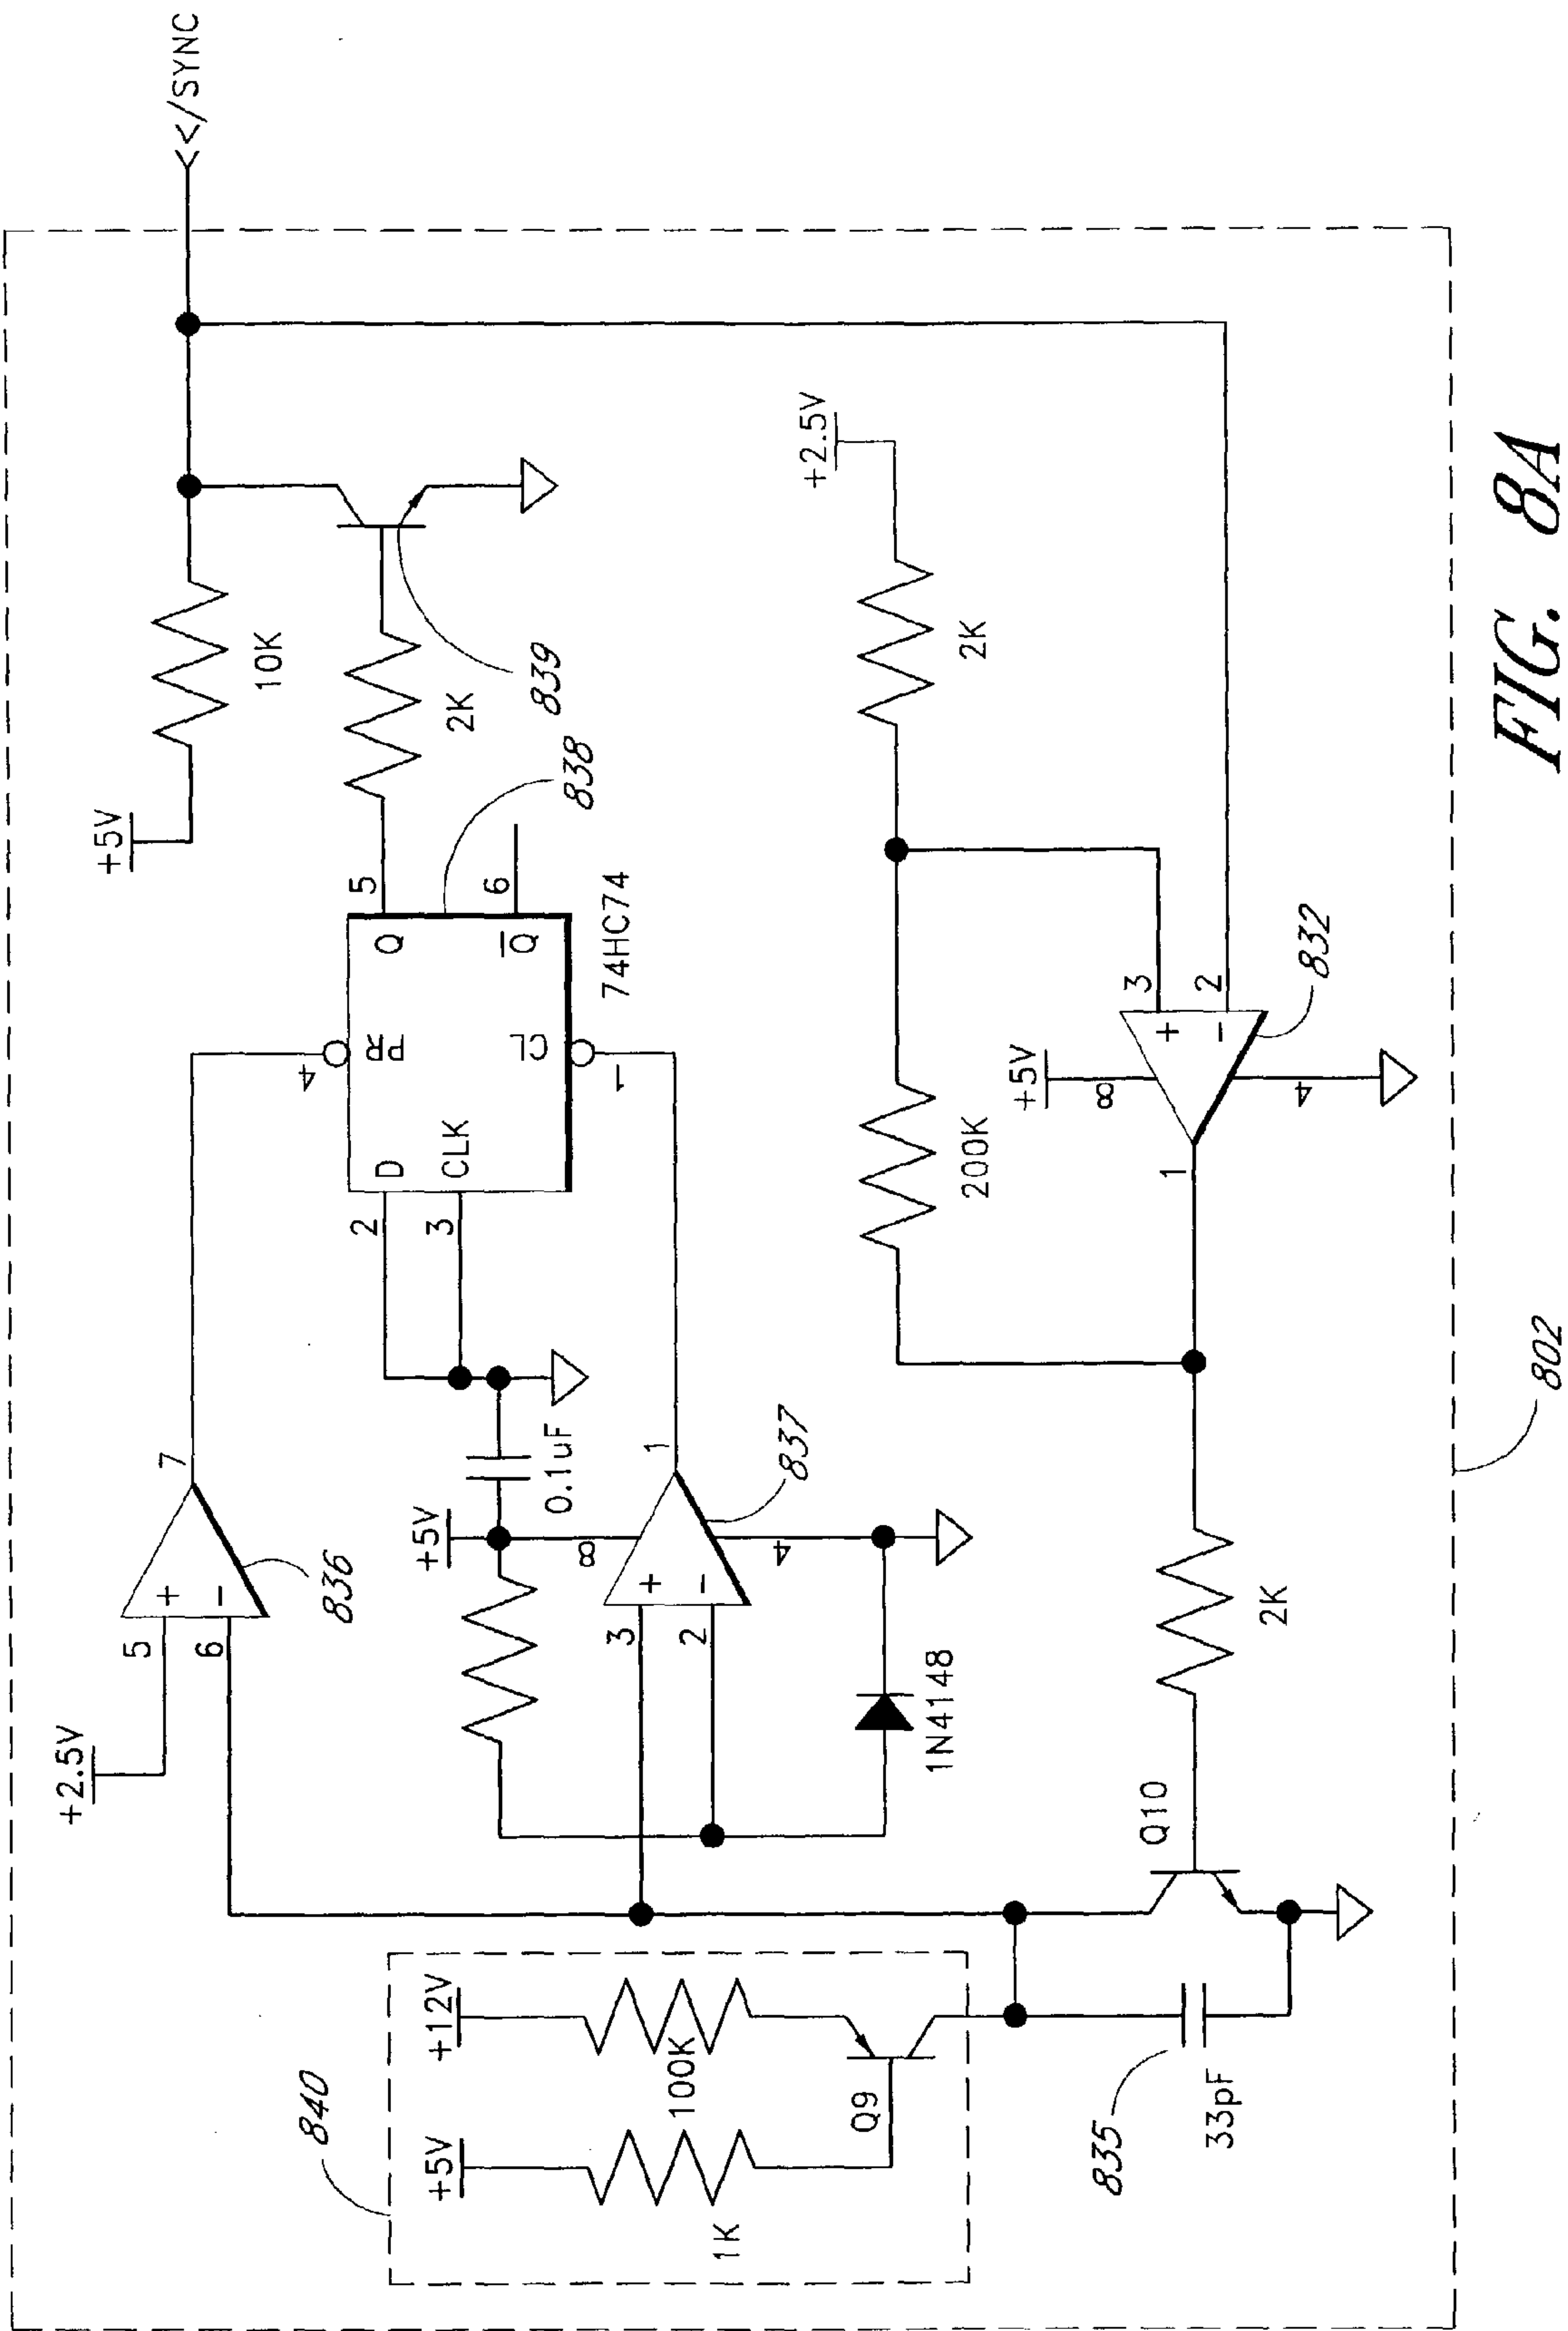 <</SYNC
+5V
10K
2K
839
838
5
Q
6
Q
74HC74
4
PR
CL
1
D
CLK
2
3
7
+
-
836
5
6
+2.5V
+5V
0.1uF
8
1
837
4
+
-
3
2
1N4148
+2.5V
2K
200K
3
2
+
-
832
+5V
8
4
1
2K
Q10
840
+12V
+5V
100K
1K
Q9
835
33pF
802
FIG. 8A